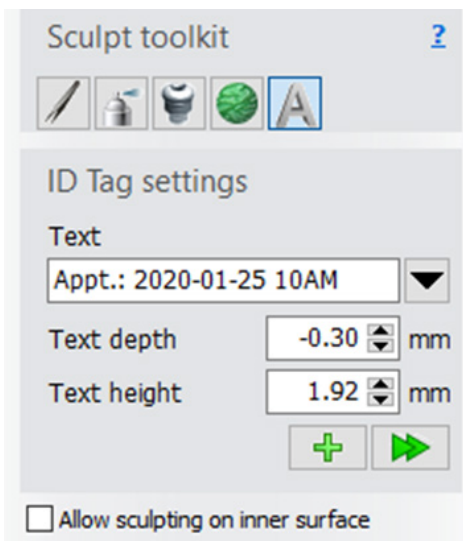 Sculpt toolkit ?
A
ID Tag settings
Text
Appt.: 2020-01-25 10AM
Text depth -0.30 mm
Text height 1.92 mm
Allow sculpting on inner surface